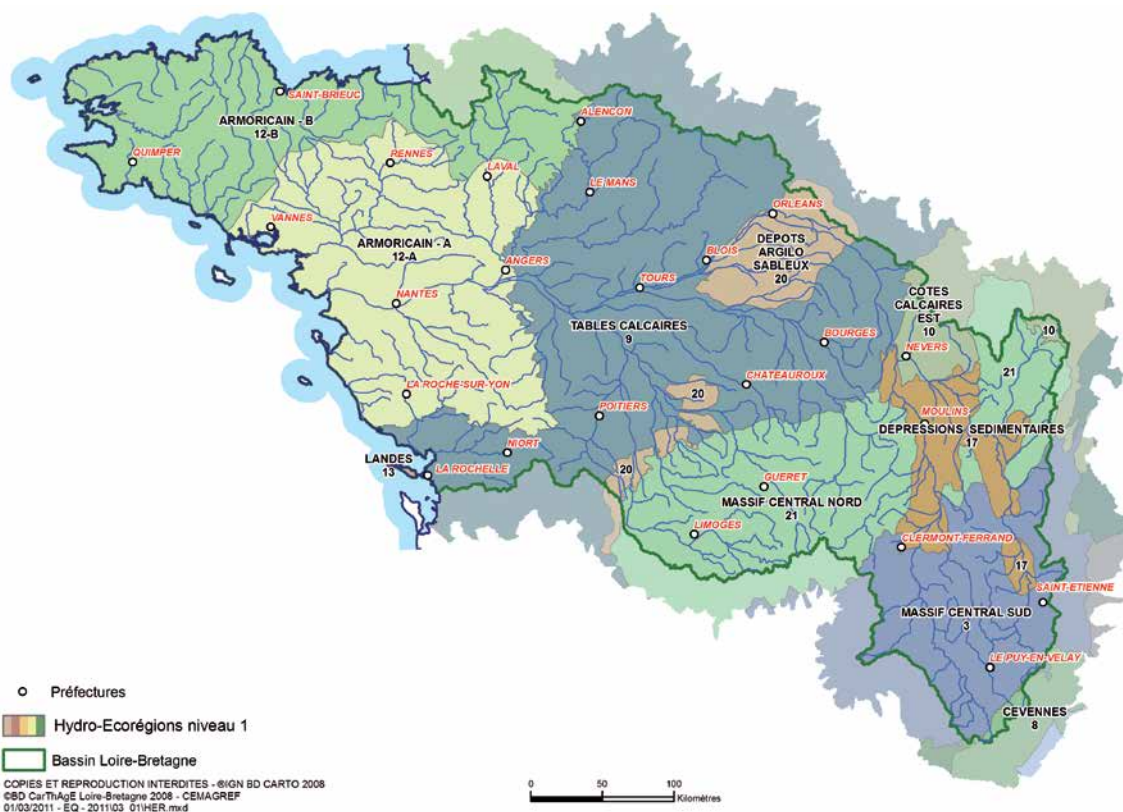 SAINT-BRIEUC
ARMORICAIN - B
12-B
ALENCON
QUIMPER
RENNES
LAVAL
LE MANS
ORLEANS
VANNES
ARMORICAIN - A
12-A
DEPOTS
ARGILO
SABLEUX
20
BLOIS
ANGERS
TOURS
NANTES
COTES
CALCAIRES
EST
10
TABLES CALCAIRES
9
BOURGES
NEVERS
10
21
CHATEAUROUX
LA ROCHE-SUR-YON
20
POITIERS
MOULINS
DEPRESSIONS SEDIMENTAIRES
17
NIORT
LANDES
13
LA ROCHELLE
20
GUERET
MASSIF CENTRAL NORD
21
LIMOGES
CLERMONT-FERRAND
17
SAINT-ETIENNE
MASSIF CENTRAL SUD
3
LE PUY-EN-VELAY
CEVENNES
8
Préfectures
Hydro-Ecorégions niveau 1
Bassin Loire-Bretagne
COPIES ET REPRODUCTION INTERDITES - ©IGN BD CARTO 2008
©BD CarThAgE Loire-Bretagne 2008 - CEMAGREF
01/03/2011 - EQ - 2011\03_01\HER.mxd
0 50 100
Kilomètres